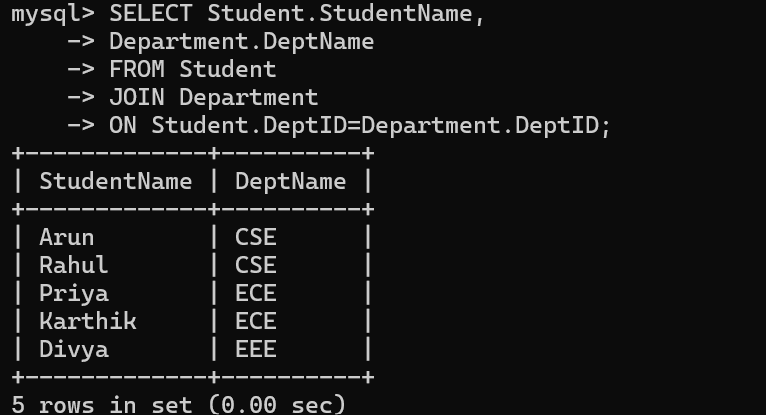 mysql> SELECT Student.StudentName,
    -> Department.DeptName
    -> FROM Student
    -> JOIN Department
    -> ON Student.DeptID=Department.DeptID;
+-------------+----------+
| StudentName | DeptName |
+-------------+----------+
| Arun        | CSE      |
| Rahul       | CSE      |
| Priya       | ECE      |
| Karthik     | ECE      |
| Divya       | EEE      |
+-------------+----------+
5 rows in set (0.00 sec)